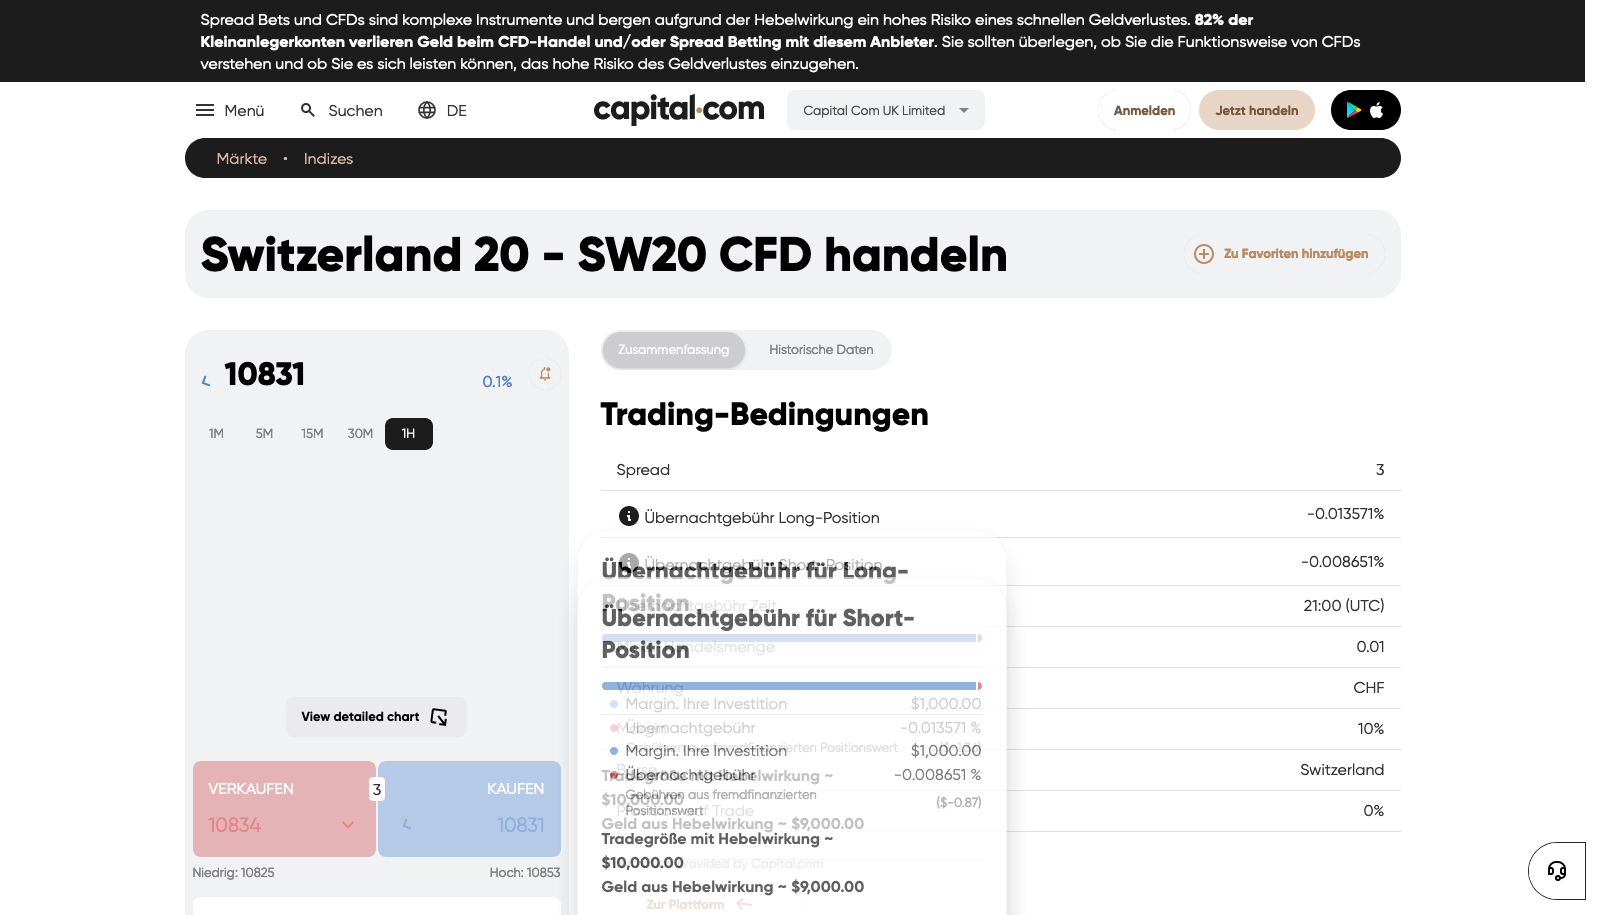 Spread Bets und CFDs sind komplexe Instrumente und bergen aufgrund der Hebelwirkung ein hohes Risiko eines schnellen Geldverlustes. 82% der
Kleinanlegerkonten verlieren Geld beim CFD-Handel und/oder Spread Betting mit diesem Anbieter. Sie sollten überlegen, ob Sie die Funktionsweise von CFDs
verstehen und ob Sie es sich leisten können, das hohe Risiko des Geldverlustes einzugehen.
Menü
Suchen
DE
capital.com
Capital Com UK Limited
Anmelden
Jetzt handeln
Märkte • Indizes
Switzerland 20 - SW20 CFD handeln
Zu Favoriten hinzufügen
10831
0.1%
1M 5M 15M 30M 1H
View detailed chart
VERKAUFEN
10834
3
KAUFEN
10831
Niedrig: 10825
Hoch: 10853
Zusammenfassung
Historische Daten
Trading-Bedingungen
Spread 3
Übernachtgebühr Long-Position -0.013571%
Übernachtgebühr Short-Position -0.008651%
Übernachtgebühr Zeit 21:00 (UTC)
Handelsmenge 0.01
Währung CHF
Margin 10%
Switzerland
0%
Übernachtgebühr für Long-
Position
Margin. Ihre Investition $1,000.00
Übernachtgebühr -0.013571 %
Gebühren aus fremdfinanzierten Positionswert
Tradegröße mit Hebelwirkung ~
$10,000.00
Geld aus Hebelwirkung ~ $9,000.00
Übernachtgebühr für Short-
Position
Margin. Ihre Investition $1,000.00
Übernachtgebühr -0.008651 %
Gebühren aus fremdfinanzierten
Positionswert
($-0.87)
Tradegröße mit Hebelwirkung ~
$10,000.00
Geld aus Hebelwirkung ~ $9,000.00
provided by Capital.com
Zur Plattform